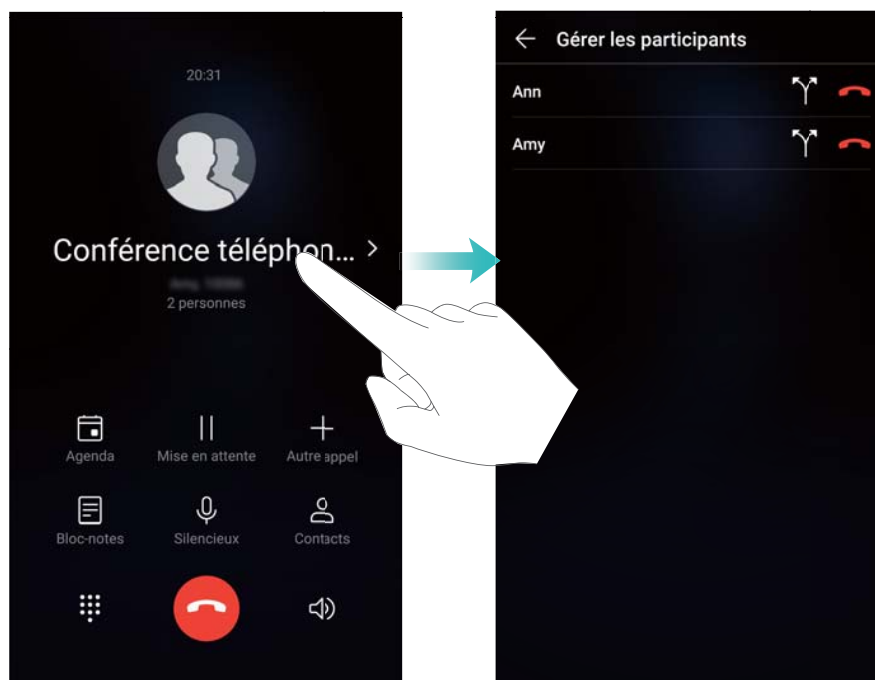 20:31
Conférence téléphon...
2 personnes
Agenda
Mise en attente
Autre appel
Bloc-notes
Silencieux
Contacts
Gérer les participants
Ann
Amy